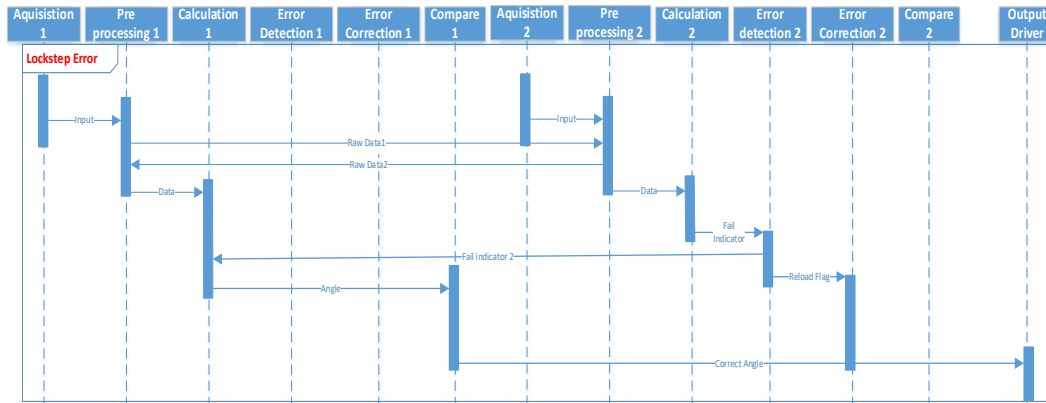 Aquisition
1
Pre
processing 1
Calculation
1
Error
Detection 1
Error
Correction 1
Compare
1
Aquisistion
2
Pre
processing 2
Calculation
2
Error
detection 2
Error
Correction 2
Compare
2
Output
Driver
Lockstep Error
Input
Input
Raw Data1
Raw Data2
Data
Data
Fail
Indicator
Fail indicator 2
Reload Flag
Angle
Correct Angle